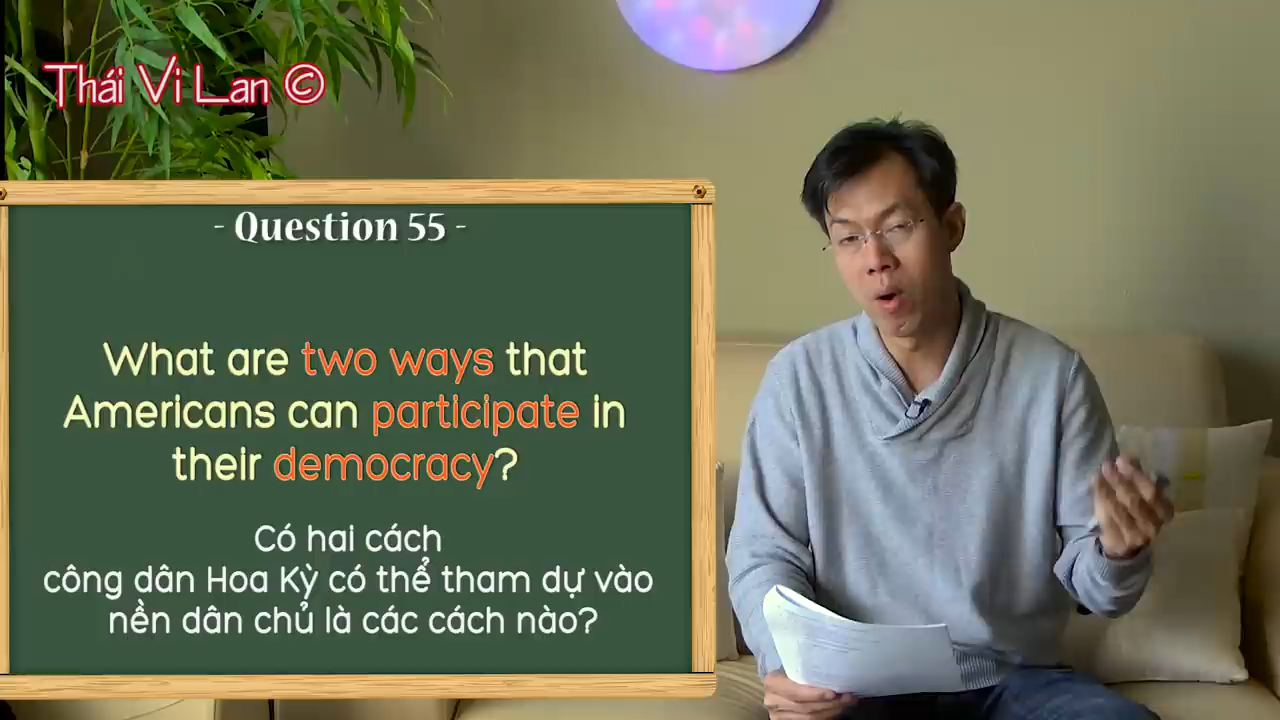 Thái Vi Lan ©
- Question 55 -
What are two ways that
Americans can participate in
their democracy?
Có hai cách
công dân Hoa Kỳ có thể tham dự vào
nền dân chủ là các cách nào?